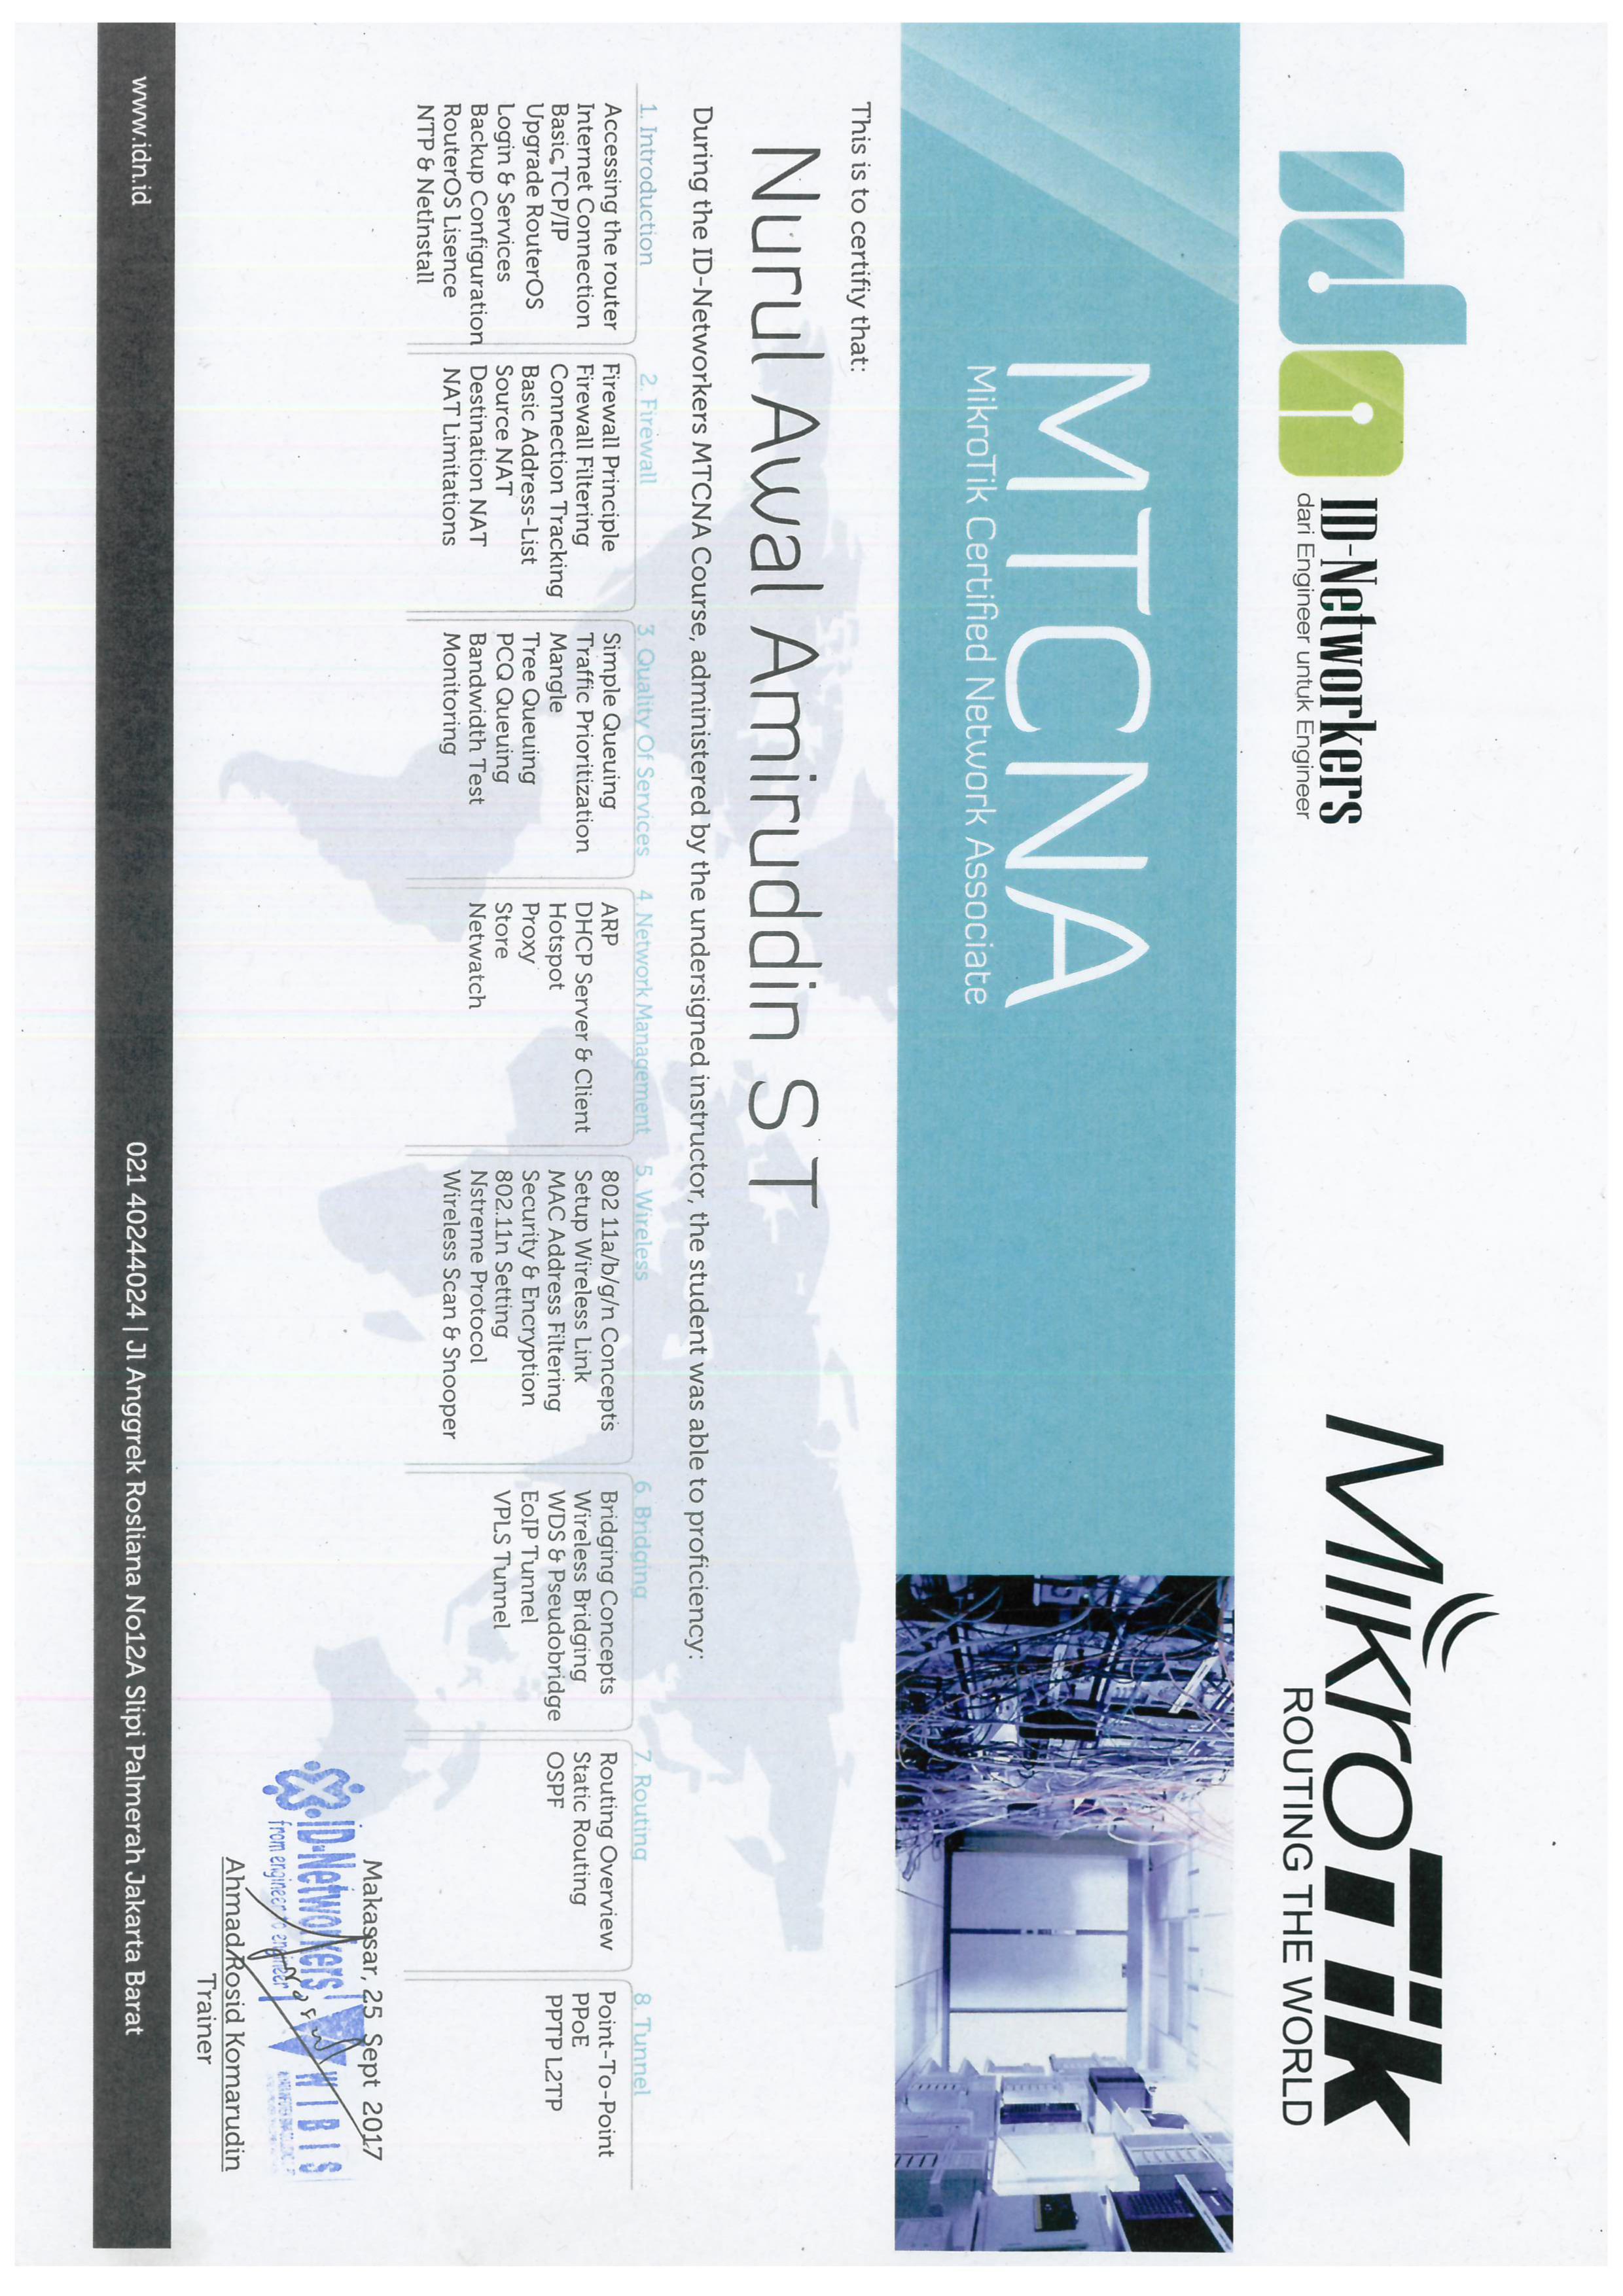 ID-Networkers
dari Engineer untuk Engineer
MikroTik
ROUTING THE WORLD
MTCNA
MikroTik Certified Network Associate
This is to certifiy that:
Nurul Awal Amiruddin S T
During the ID-Networkers MTCNA Course, administered by the undersigned instructor, the student was able to proficiency:
1. Introduction
Accessing the router
Internet Connection
Basic TCP/IP
Upgrade RouterOS
Login & Services
Backup Configuration
RouterOS Lisence
NTP & NetInstall
2. Firewall
Firewall Principle
Firewall Filtering
Connection Tracking
Basic Address-List
Source NAT
Destination NAT
NAT Limitations
3. Quality Of Services
Simple Queuing
Traffic Prioritization
Mangle
Tree Queuing
PCQ Queuing
Bandwidth Test
Monitoring
4. Network Management
ARP
DHCP Server & Client
Hotspot
Proxy
Store
Netwatch
5. Wireless
802 11a/b/g/n Concepts
Setup Wireless Link
MAC Address Filtering
Security & Encryption
802.11n Setting
Nstreme Protocol
Wireless Scan & Snooper
6. Bridging
Bridging Concepts
Wireless Bridging
WDS & Pseudobridge
EoIP Tunnel
VPLS Tunnel
7. Routing
Routing Overview
Static Routing
OSPF
8. Tunnel
Point-To-Point
PPoE
PPTP L2TP
Makassar, 25 Sept 2017
ID-Networkers
from engineer to engineer
WIBIS
Ahmad Rosid Komarudin
Trainer
www.idn.id
021 40244024 | Jl Anggrek Rosliana No12A Slipi Palmerah Jakarta Barat